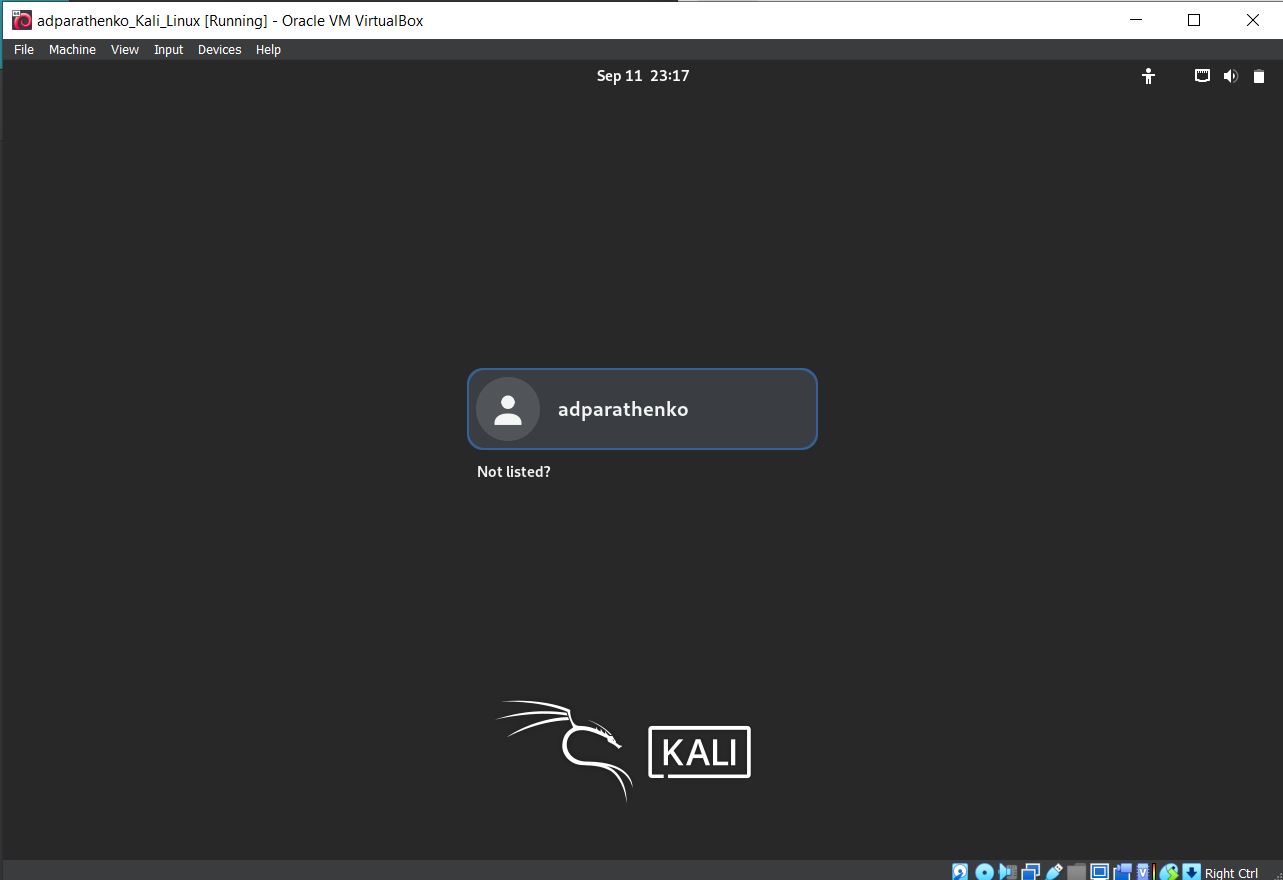 adparathenko_Kali_Linux [Running] - Oracle VM VirtualBox
File Machine View Input Devices Help
Sep 11 23:17
adparathenko
Not listed?
KALI
Right Ctrl